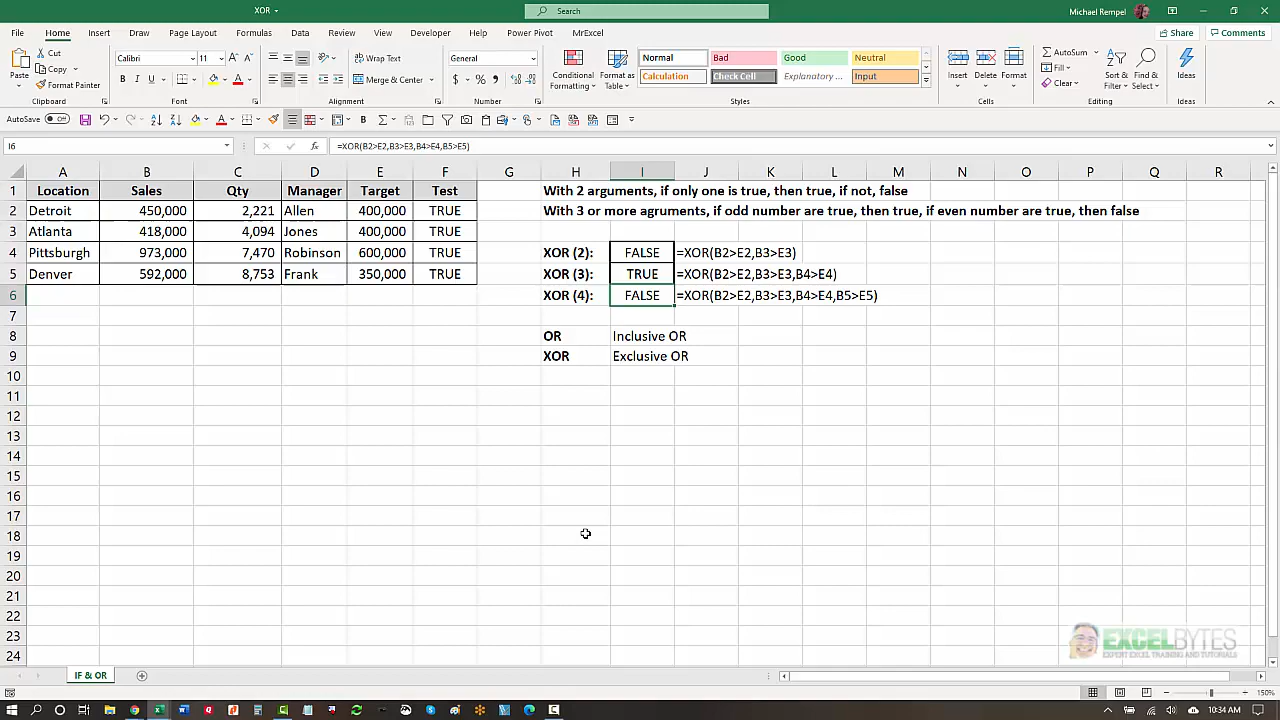 XOR
Search
Michael Rempel
File Home Insert Draw Page Layout Formulas Data Review View Developer Help Power Pivot MrExcel
Share Comments
Paste
Cut
Copy
Format Painter
Clipboard
Calibri 11
B I U
Font
Wrap Text
Merge & Center
Alignment
General
$ % ,
Number
Conditional Formatting
Format as Table
Normal Bad Good Neutral
Calculation Check Cell Explanatory ... Input
Styles
Insert Delete Format
Cells
AutoSum
Fill
Clear
Sort & Filter
Find & Select
Editing
Ideas
Ideas
AutoSave Off
I6 fx =XOR(B2>E2,B3>E3,B4>E4,B5>E5)
A B C D E F G H I J K L M N O P Q R
1 Location Sales Qty Manager Target Test With 2 arguments, if only one is true, then true, if not, false
2 Detroit 450,000 2,221 Allen 400,000 TRUE With 3 or more agruments, if odd number are true, then true, if even number are true, then false
3 Atlanta 418,000 4,094 Jones 400,000 TRUE
4 Pittsburgh 973,000 7,470 Robinson 600,000 TRUE XOR (2): FALSE =XOR(B2>E2,B3>E3)
5 Denver 592,000 8,753 Frank 350,000 TRUE XOR (3): TRUE =XOR(B2>E2,B3>E3,B4>E4)
6 XOR (4): FALSE =XOR(B2>E2,B3>E3,B4>E4,B5>E5)
7
8 OR Inclusive OR
9 XOR Exclusive OR
10
11
12
13
14
15
16
17
18
19
20
21
22
23
24
EXCELBYTES
EXPERT EXCEL TRAINING AND TUTORIALS
IF & OR
150%
10:34 AM